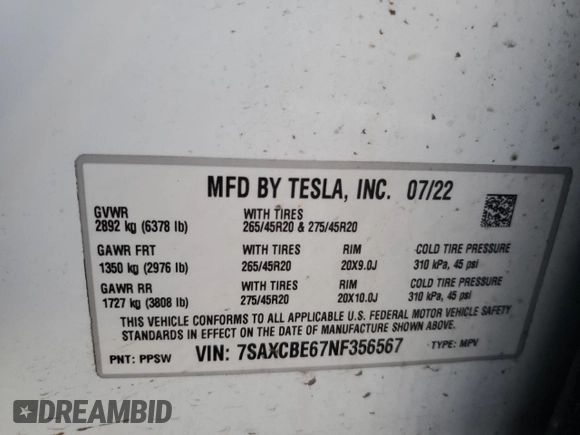 MFD BY TESLA, INC. 07/22
GVWR
2892 kg (6378 lb)
WITH TIRES
265/45R20 & 275/45R20
GAWR FRT
1350 kg (2976 lb)
WITH TIRES
265/45R20
RIM
20X9.0J
COLD TIRE PRESSURE
310 kPa, 45 psi
GAWR RR
1727 kg (3808 lb)
WITH TIRES
275/45R20
RIM
20X10.0J
COLD TIRE PRESSURE
310 kPa, 45 psi
THIS VEHICLE CONFORMS TO ALL APPLICABLE U.S. FEDERAL MOTOR VEHICLE SAFETY
STANDARDS IN EFFECT ON THE DATE OF MANUFACTURE SHOWN ABOVE.
PNT: PPSW VIN: 7SAXCBE67NF356567 TYPE: MPV
DREAMBID